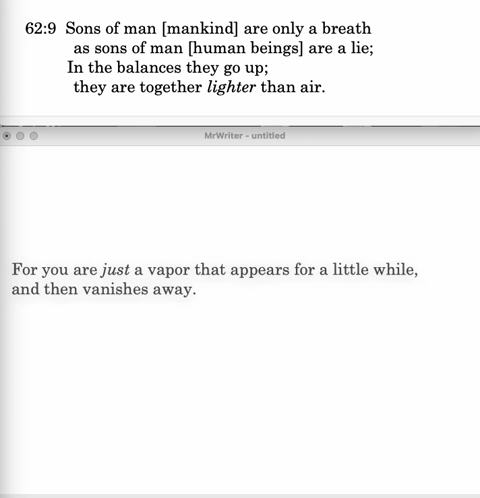 62:9 Sons of man [mankind] are only a breath
as sons of man [human beings] are a lie;
In the balances they go up;
they are together lighter than air.
MrWriter - untitled
For you are just a vapor that appears for a little while,
and then vanishes away.